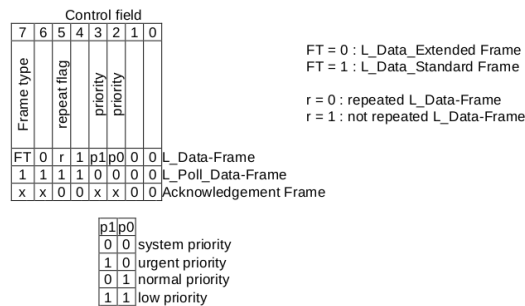 Control field
7 6 5 4 3 2 1 0
Frame type
repeat flag
priority
priority
FT 0 r 1 p1 p0 0 0 L_Data-Frame
1 1 1 1 0 0 0 0 L_Poll_Data-Frame
x x 0 0 x x 0 0 Acknowledgement Frame
FT = 0 : L_Data_Extended Frame
FT = 1 : L_Data_Standard Frame
r = 0 : repeated L_Data-Frame
r = 1 : not repeated L_Data-Frame
p1 p0
0 0 system priority
1 0 urgent priority
0 1 normal priority
1 1 low priority